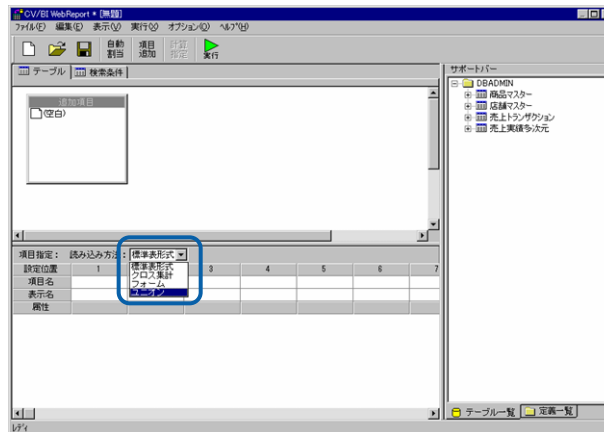 CV/BI WebReport * [無題]
ファイル(F) 編集(E) 表示(V) 実行(X) オプション(O) ヘルプ(H)
自動割当 項目追加 計算指定 実行
テーブル 検索条件
追加項目
(空白)
項目指定： 読み込み方法： 標準表形式
標準表形式
クロス集計
フォーム
ユニオン
設定位置 1 3 4 5 6 7
項目名
表示名
属性
レディ
サポートバー
DBADMIN
商品マスター
店舗マスター
売上トランザクション
売上実績多次元
テーブル一覧 定義一覧